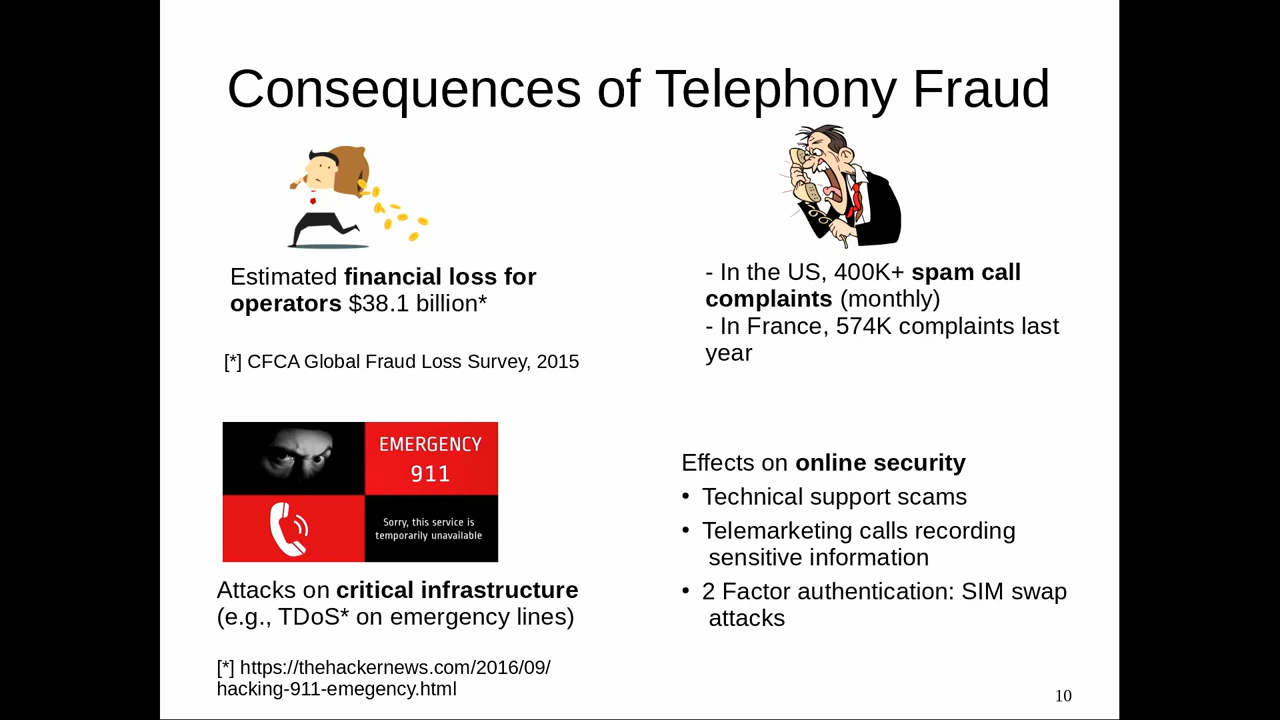 Consequences of Telephony Fraud
Estimated financial loss for
operators $38.1 billion*
[*] CFCA Global Fraud Loss Survey, 2015
- In the US, 400K+ spam call
complaints (monthly)
- In France, 574K complaints last
year
EMERGENCY
911
Sorry, this service is
temporarily unavailable
Attacks on critical infrastructure
(e.g., TDoS* on emergency lines)
[*] https://thehackernews.com/2016/09/
hacking-911-emegency.html
Effects on online security
• Technical support scams
• Telemarketing calls recording
sensitive information
• 2 Factor authentication: SIM swap
attacks
10